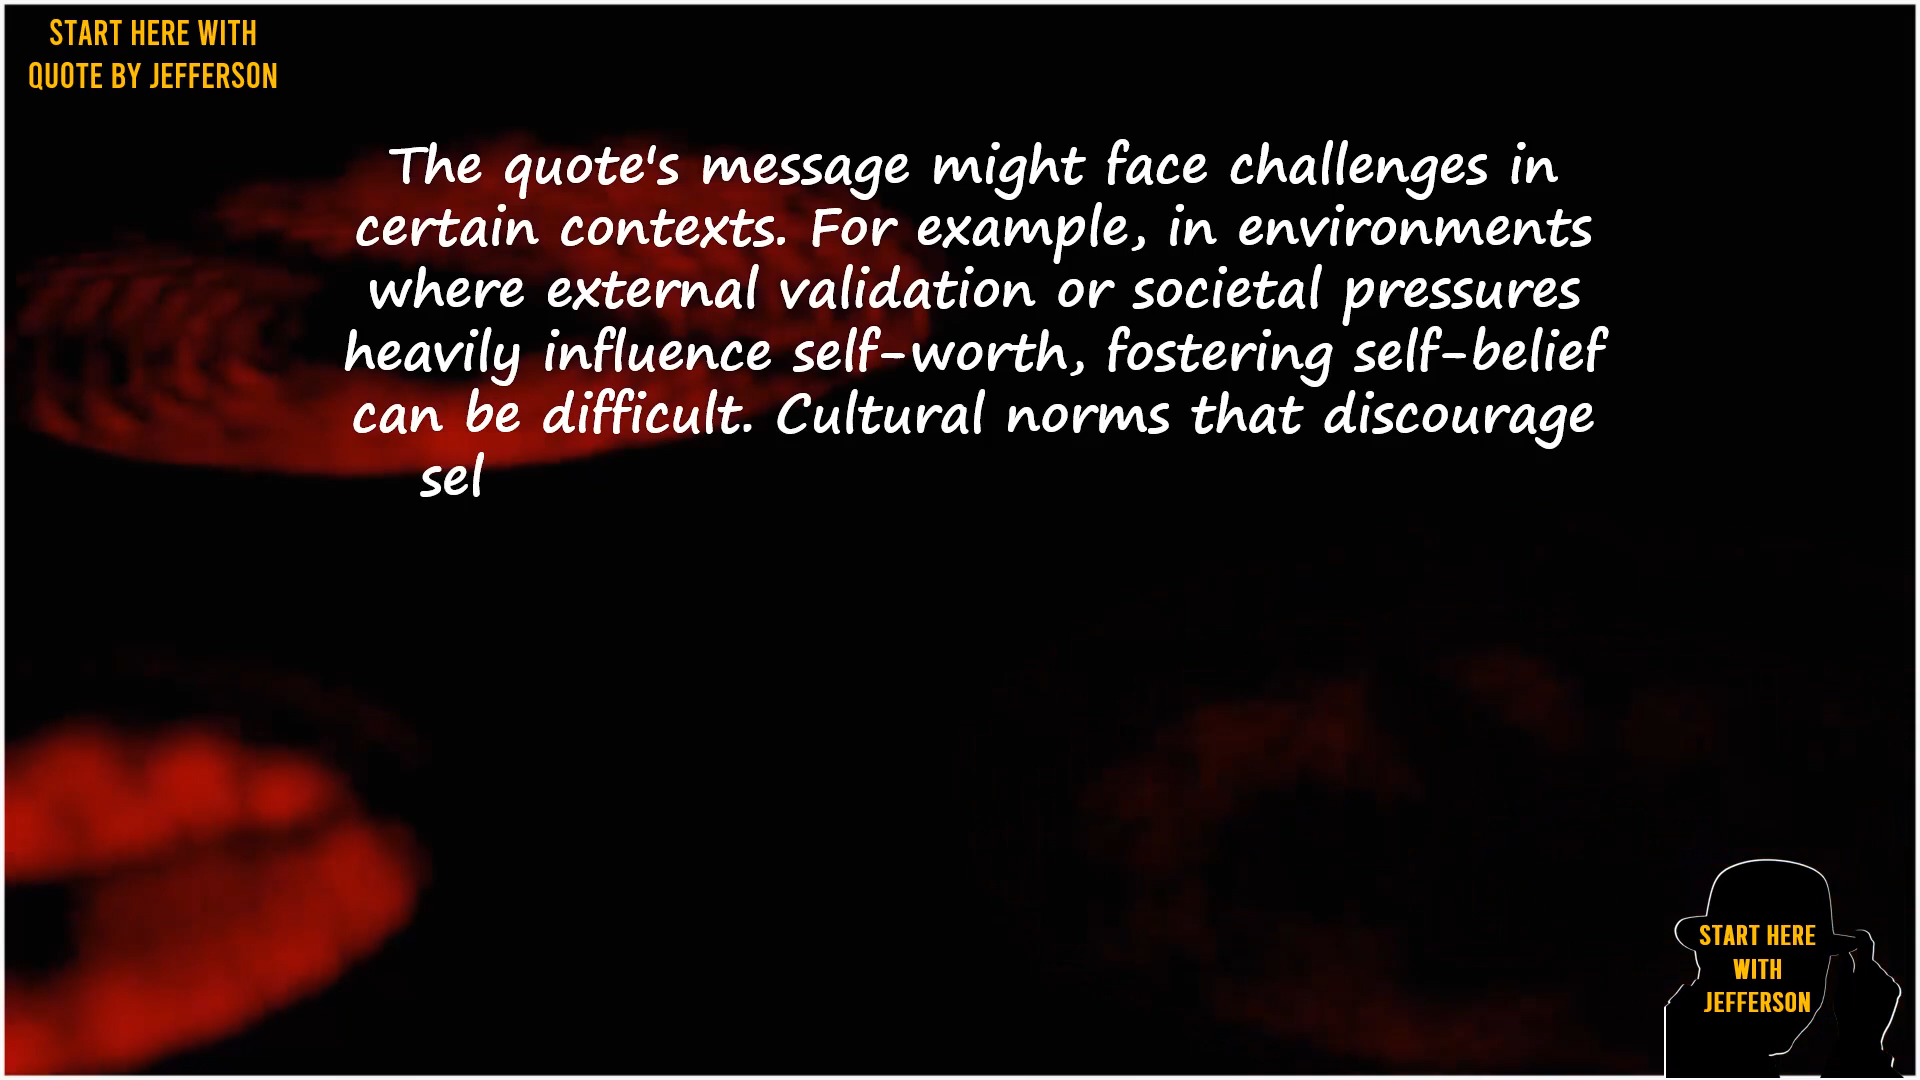 START HERE WITH
QUOTE BY JEFFERSON
The quote's message might face challenges in
certain contexts. For example, in environments
where external validation or societal pressures
heavily influence self-worth, fostering self-belief
can be difficult. Cultural norms that discourage
sel
START HERE
WITH
JEFFERSON